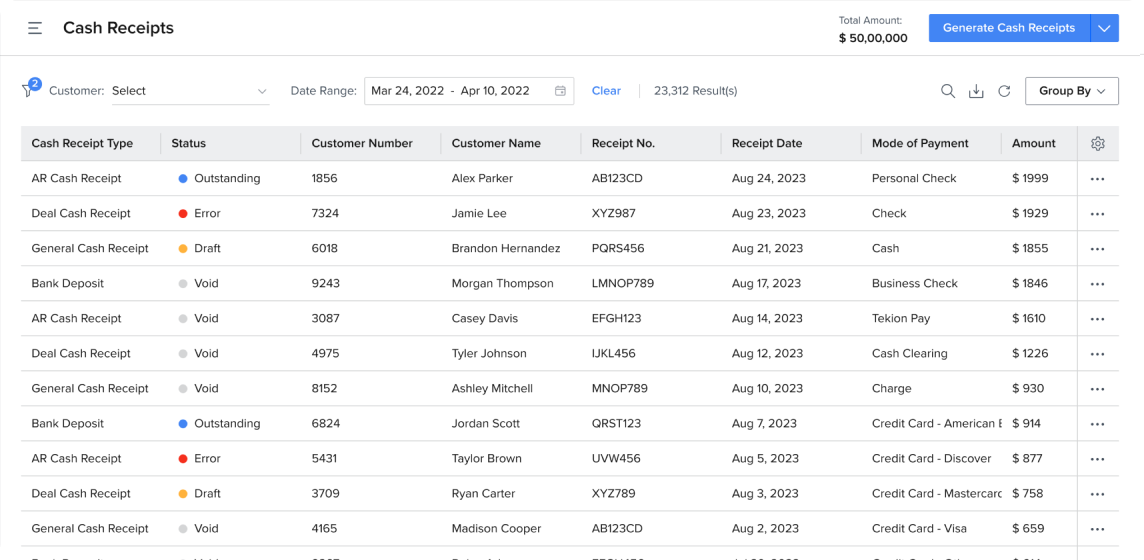 Cash Receipts
Total Amount:
$ 50,00,000
Generate Cash Receipts
2
Customer: Select
Date Range: Mar 24, 2022 - Apr 10, 2022
Clear
23,312 Result(s)
Group By
Cash Receipt Type Status Customer Number Customer Name Receipt No. Receipt Date Mode of Payment Amount
AR Cash Receipt Outstanding 1856 Alex Parker AB123CD Aug 24, 2023 Personal Check $ 1999
Deal Cash Receipt Error 7324 Jamie Lee XYZ987 Aug 23, 2023 Check $ 1929
General Cash Receipt Draft 6018 Brandon Hernandez PQRS456 Aug 21, 2023 Cash $ 1855
Bank Deposit Void 9243 Morgan Thompson LMNOP789 Aug 17, 2023 Business Check $ 1846
AR Cash Receipt Void 3087 Casey Davis EFGH123 Aug 14, 2023 Tekion Pay $ 1610
Deal Cash Receipt Void 4975 Tyler Johnson IJKL456 Aug 12, 2023 Cash Clearing $ 1226
General Cash Receipt Void 8152 Ashley Mitchell MNOP789 Aug 10, 2023 Charge $ 930
Bank Deposit Outstanding 6824 Jordan Scott QRST123 Aug 7, 2023 Credit Card - American $ 914
AR Cash Receipt Error 5431 Taylor Brown UVW456 Aug 5, 2023 Credit Card - Discover $ 877
Deal Cash Receipt Draft 3709 Ryan Carter XYZ789 Aug 3, 2023 Credit Card - Mastercard $ 758
General Cash Receipt Void 4165 Madison Cooper AB123CD Aug 2, 2023 Credit Card - Visa $ 659